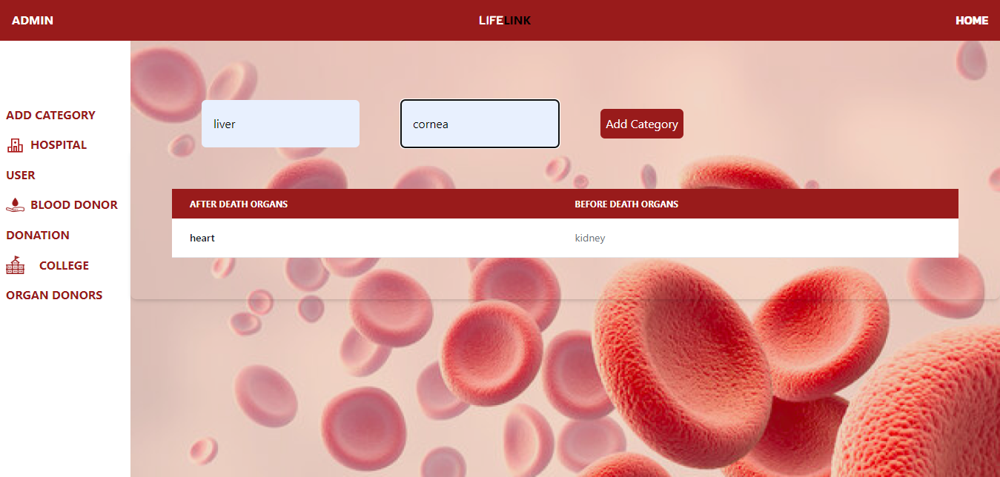 ADMIN LIFELINK HOME
ADD CATEGORY
HOSPITAL
USER
BLOOD DONOR
DONATION
COLLEGE
ORGAN DONORS
liver cornea Add Category
AFTER DEATH ORGANS BEFORE DEATH ORGANS
heart kidney